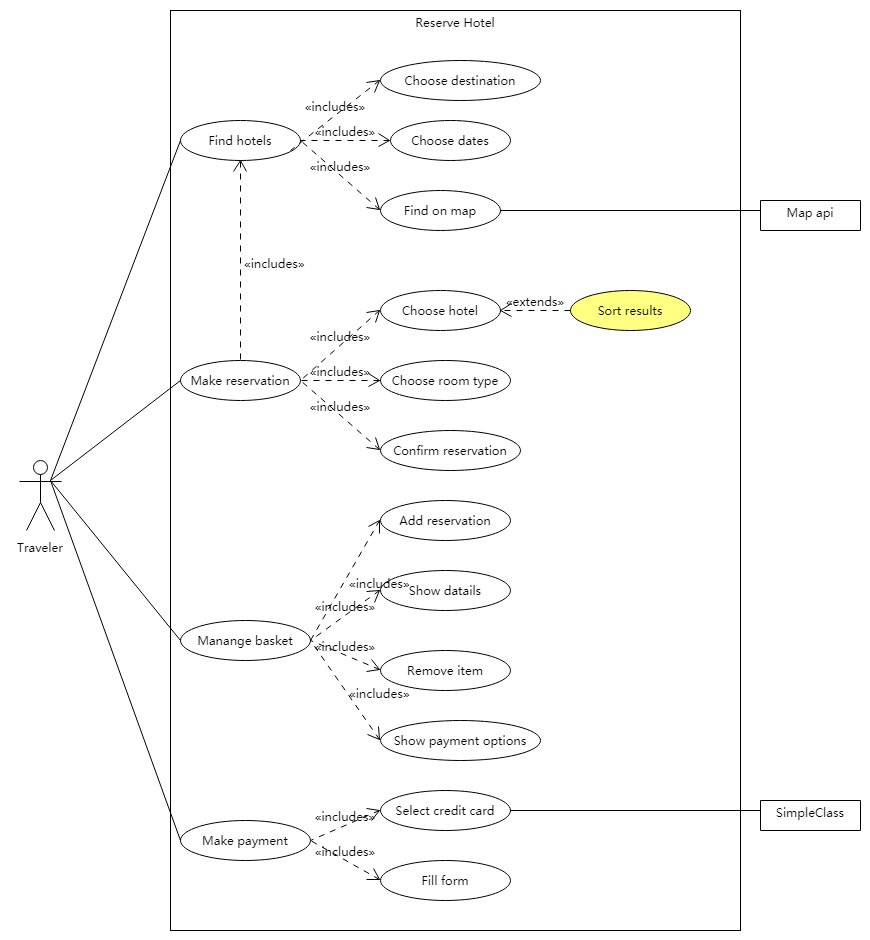 Reserve Hotel
Choose destination
«includes»
Find hotels
«includes»
Choose dates
«includes»
Find on map
Map api
«includes»
Choose hotel
«extends»
Sort results
«includes»
Make reservation
«includes»
Choose room type
«includes»
Confirm reservation
Traveler
Add reservation
«includes»
Show datails
«includes»
Manange basket
«includes»
Remove item
«includes»
Show payment options
Select credit card
SimpleClass
«includes»
Make payment
«includes»
Fill form